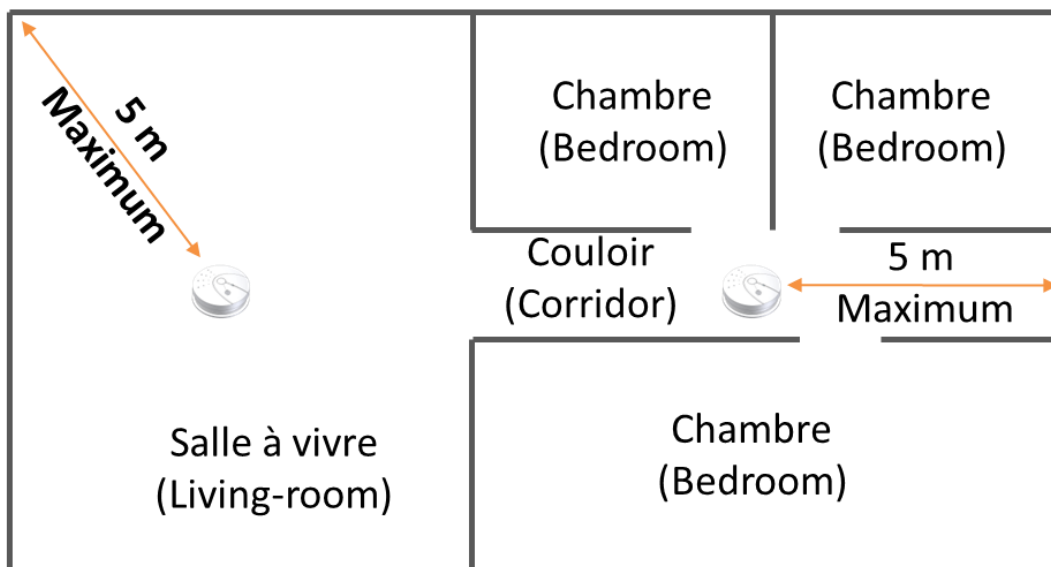 5 m
Maximum
Chambre
(Bedroom)
Chambre
(Bedroom)
Couloir
(Corridor)
5 m
Maximum
Salle à vivre
(Living-room)
Chambre
(Bedroom)